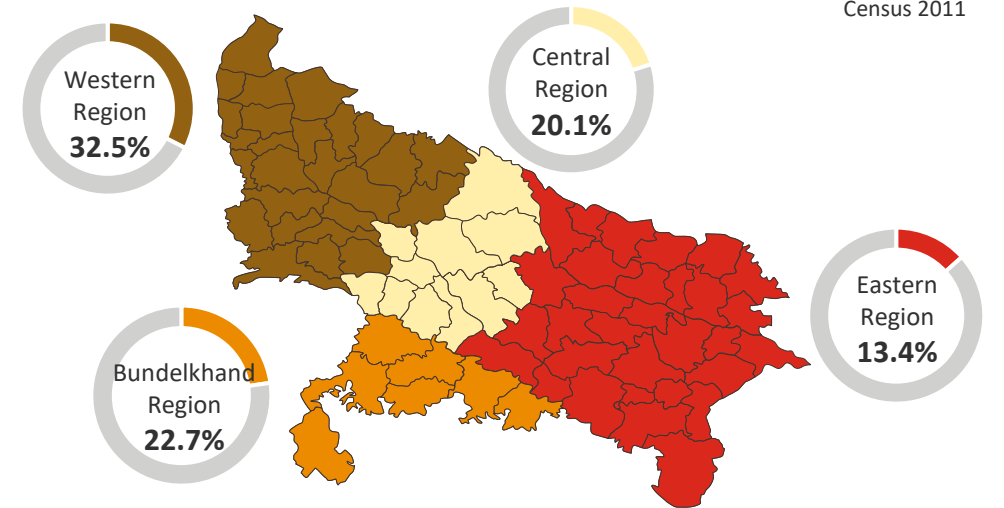 Census 2011
Western
Region
32.5%
Central
Region
20.1%
Eastern
Region
13.4%
Bundelkhand
Region
22.7%